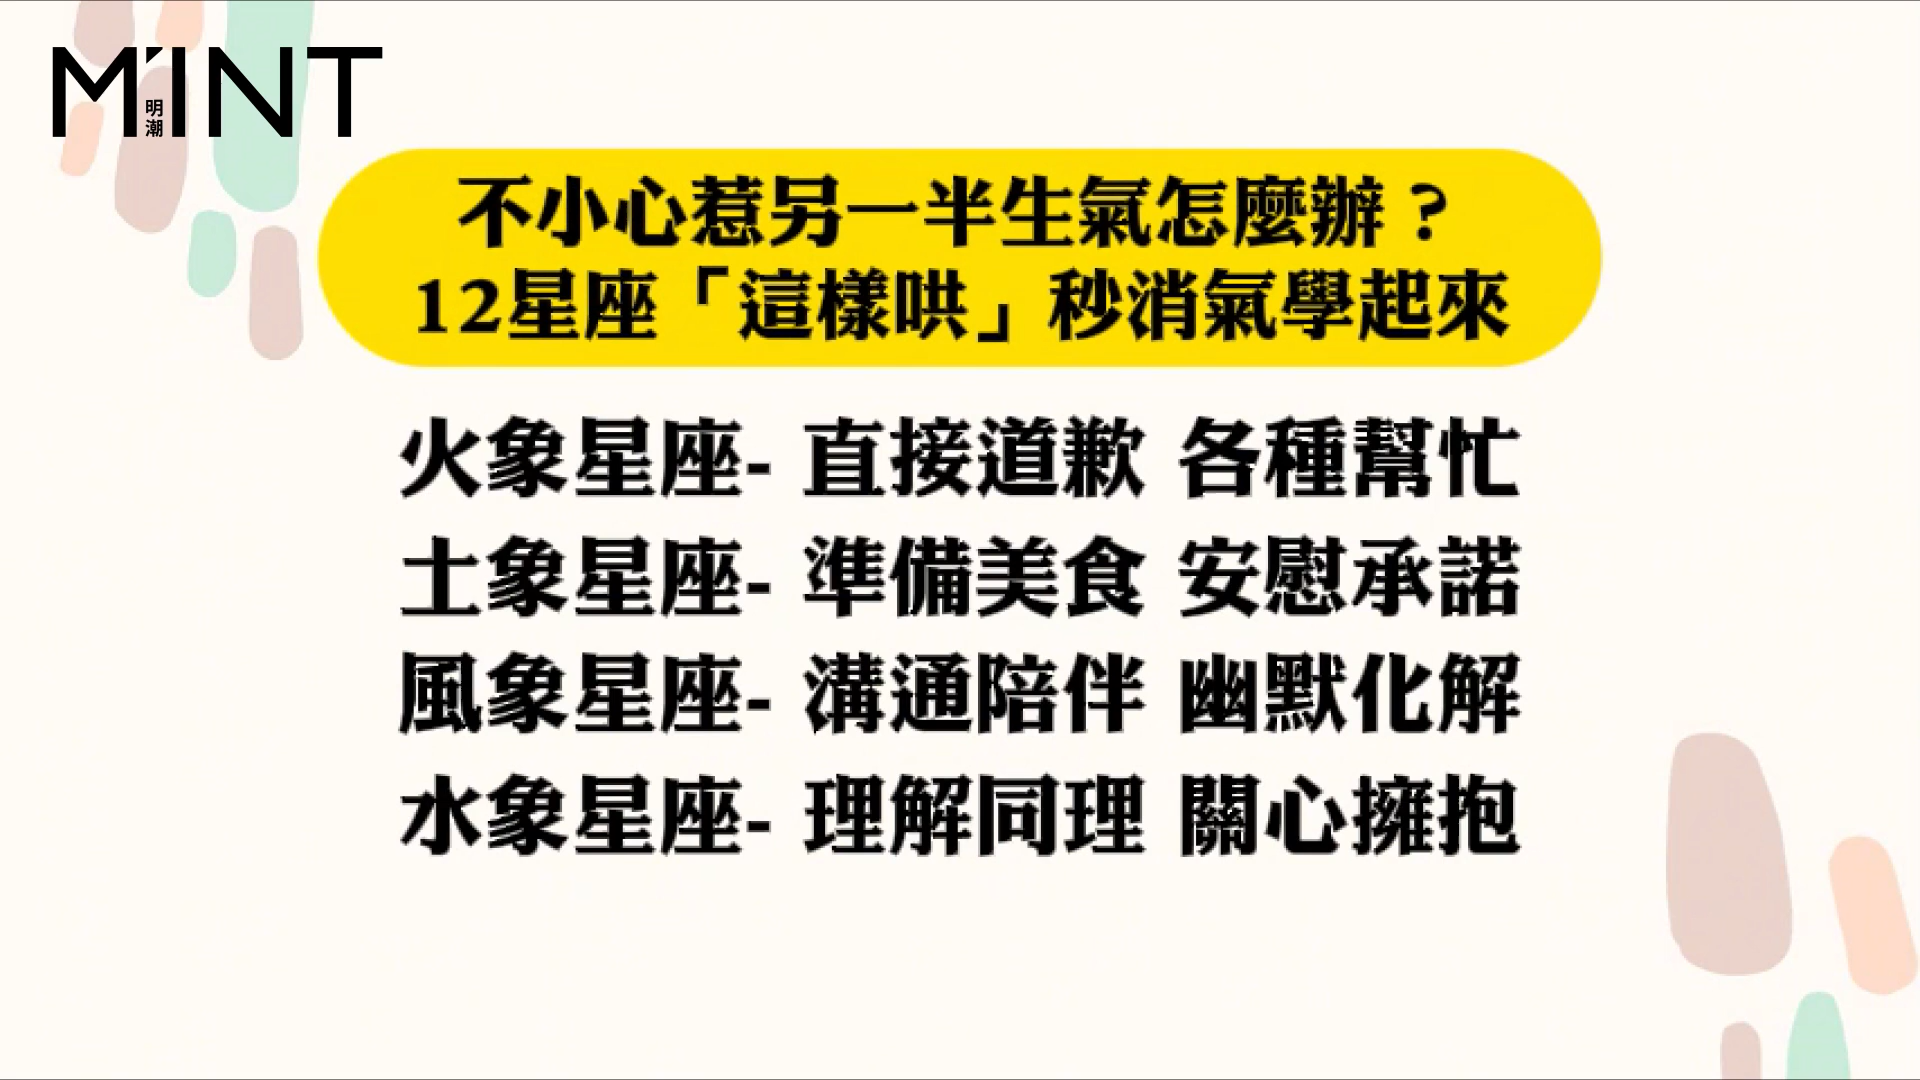 MINT
明潮
不小心惹另一半生氣怎麼辦？
12星座「這樣哄」秒消氣學起來
火象星座- 直接道歉 各種幫忙
土象星座- 準備美食 安慰承諾
風象星座- 溝通陪伴 幽默化解
水象星座- 理解同理 關心擁抱